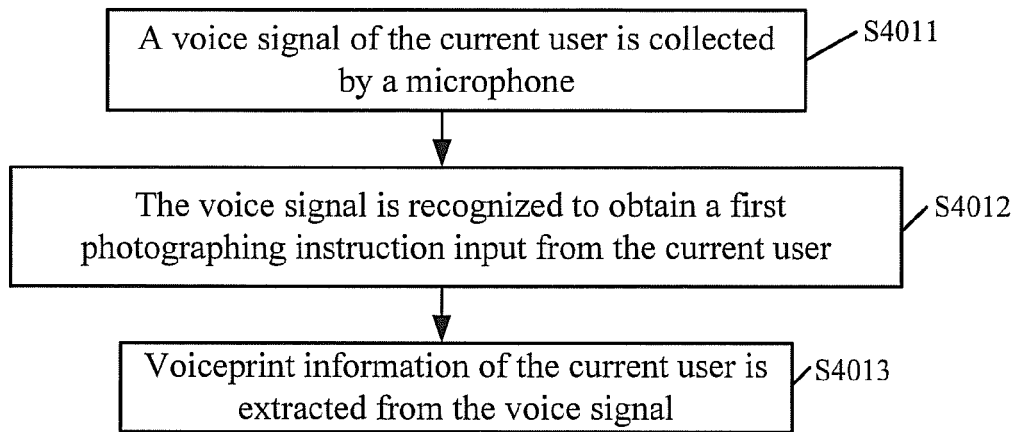 A voice signal of the current user is collected
by a microphone
S4011
The voice signal is recognized to obtain a first
photographing instruction input from the current user
S4012
Voiceprint information of the current user is
extracted from the voice signal
S4013